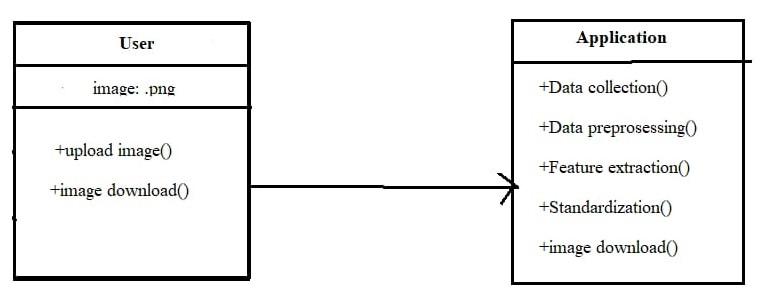 User
image: .png
+upload image()
+image download()
Application
+Data collection()
+Data preprosessing()
+Feature extraction()
+Standardization()
+image download()